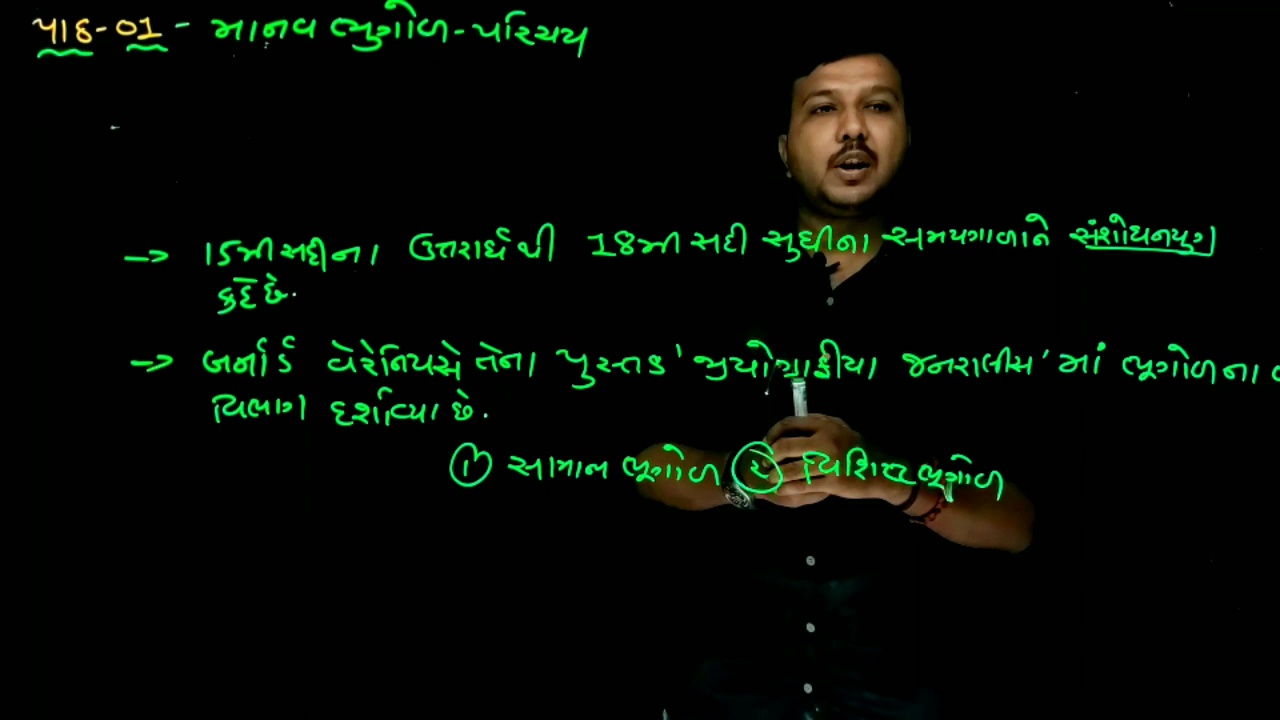 પાઠ-01 - માનવ ભુગોળ-પરિચય
→ 15મી સદીના ઉત્તરાર્ધથી 18મી સદી સુધીના સમયગાળાને સંશોધનયુગ
કહે છે.
→ બર્નાર્ડ વેરેનિયસે તેના પુસ્તક 'જીયોગ્રાફીયા જનરાલીસ' માં ભૂગોળના
વિભાગ દર્શાવ્યા છે.
① સામાન ભૂગોળ ② વિશિષ્ટ ભૂગોળ